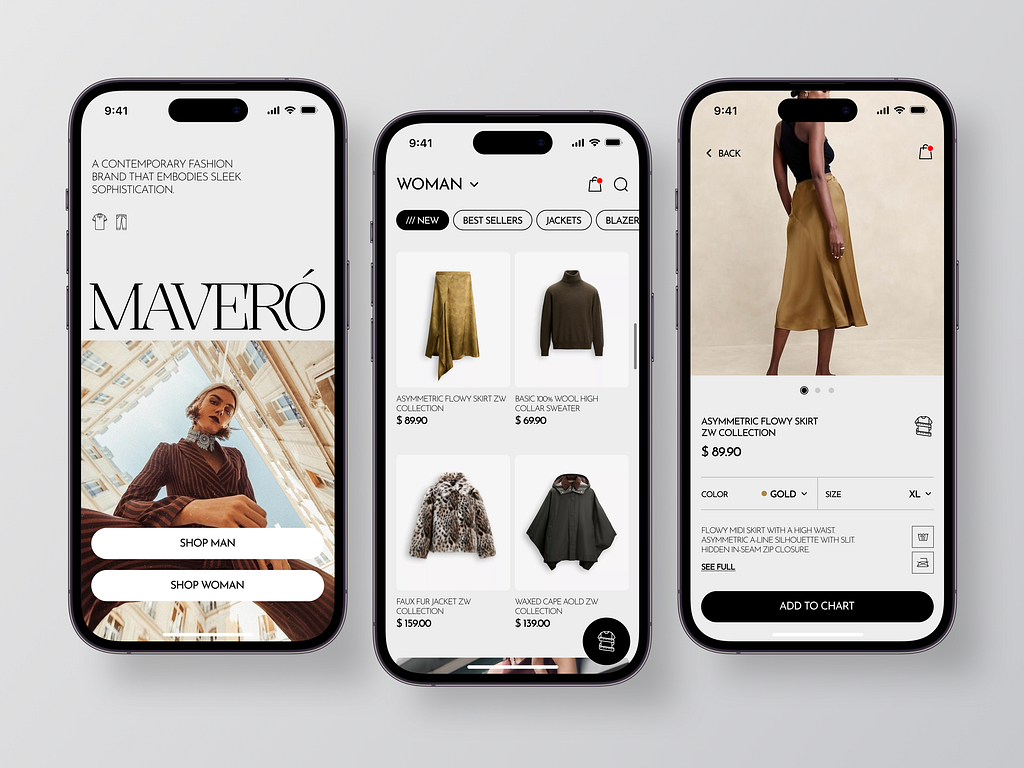 9:41
A CONTEMPORARY FASHION
BRAND THAT EMBODIES SLEEK
SOPHISTICATION.
MAVERÓ
SHOP MAN
SHOP WOMAN
9:41
WOMAN
/// NEW
BEST SELLERS
JACKETS
BLAZER
ASYMMETRIC FLOWY SKIRT ZW
COLLECTION
$ 89.90
BASIC 100% WOOL HIGH
COLLAR SWEATER
$ 69.90
FAUX FUR JACKET ZW
COLLECTION
$ 159.00
WAXED CAPE AOLD ZW
COLLECTION
$ 139.00
9:41
BACK
ASYMMETRIC FLOWY SKIRT
ZW COLLECTION
$ 89.90
COLOR
GOLD
SIZE
XL
FLOWY MIDI SKIRT WITH A HIGH WAIST.
ASYMMETRIC A-LINE SILHOUETTE WITH SLIT.
HIDDEN IN-SEAM ZIP CLOSURE.
SEE FULL
ADD TO CHART